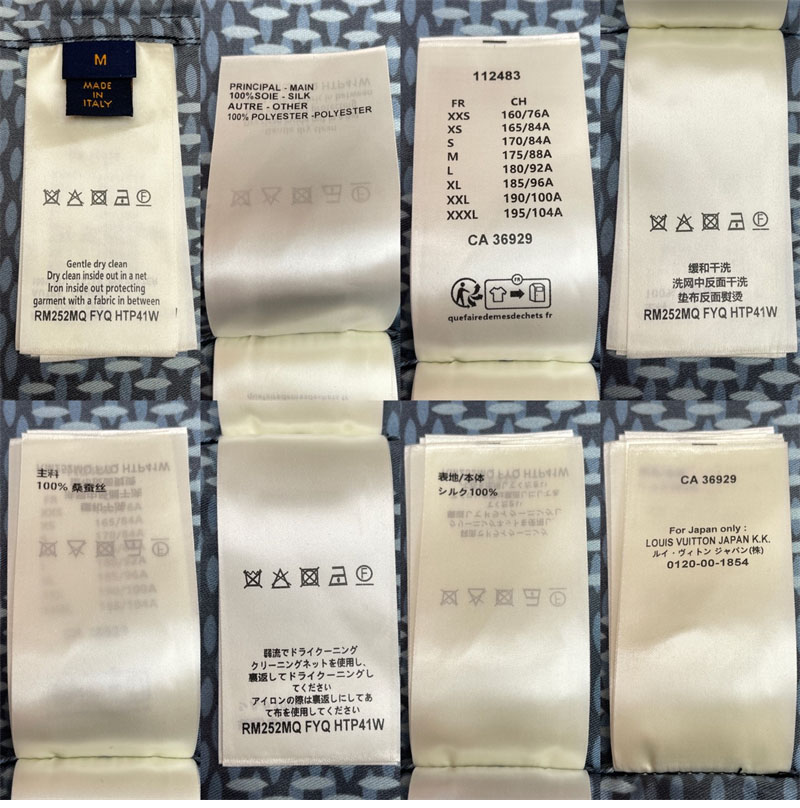 M
MADE
IN
ITALY
Gentle dry clean
Dry clean inside out in a net
Iron inside out protecting
garment with a fabric in between
RM252MQ FYQ HTP41W
PRINCIPAL - MAIN
100%SOIE - SILK
AUTRE - OTHER
100% POLYESTER -POLYESTER
112483
FR CH
XXS 160/76A
XS 165/84A
S 170/84A
M 175/88A
L 180/92A
XL 185/96A
XXL 190/100A
XXXL 195/104A
CA 36929
FR
quefairedemesdechets.fr
F
缓和干洗
洗网中反面干洗
垫布反面熨烫
RM252MQ FYQ HTP41W
主料
100% 桑蚕丝
F
弱流でドライクーニング
クリーニングネットを使用し、
裏返してドライクーニングし
てください
アイロンの際は裏返しにしてあ
て布を使用してください
RM252MQ FYQ HTP41W
表地/本体
シルク100%
CA 36929
For Japan only :
LOUIS VUITTON JAPAN K.K.
ルイ・ヴィトン ジャパン(株)
0120-00-1854